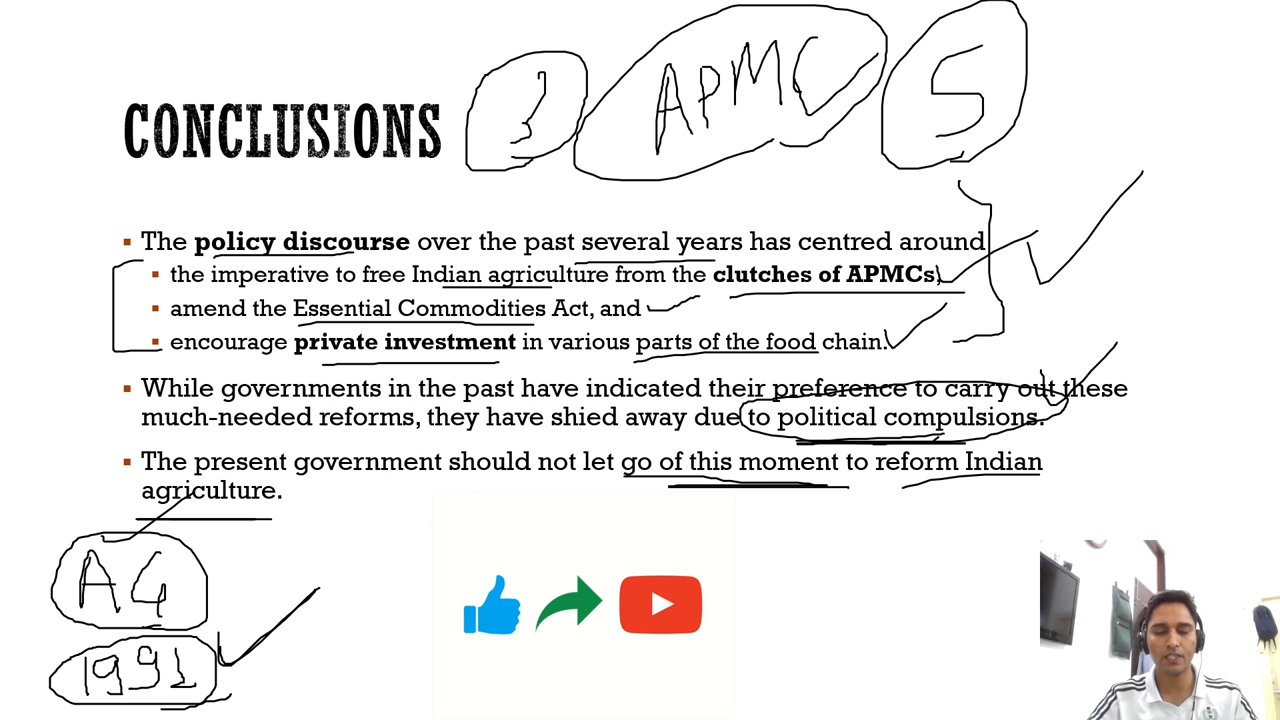 APMC
5
CONCLUSIONS
The policy discourse over the past several years has centred around
the imperative to free Indian agriculture from the clutches of APMCs,
amend the Essential Commodities Act, and
encourage private investment in various parts of the food chain.
While governments in the past have indicated their preference to carry out these
much-needed reforms, they have shied away due to political compulsions.
The present government should not let go of this moment to reform Indian
agriculture.
A4
1991